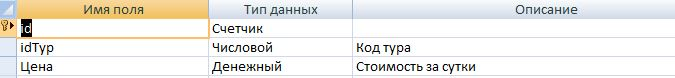 Имя поля Тип данных Описание
id Счетчик
idTyp Числовой Код тура
Цена Денежный Стоимость за сутки